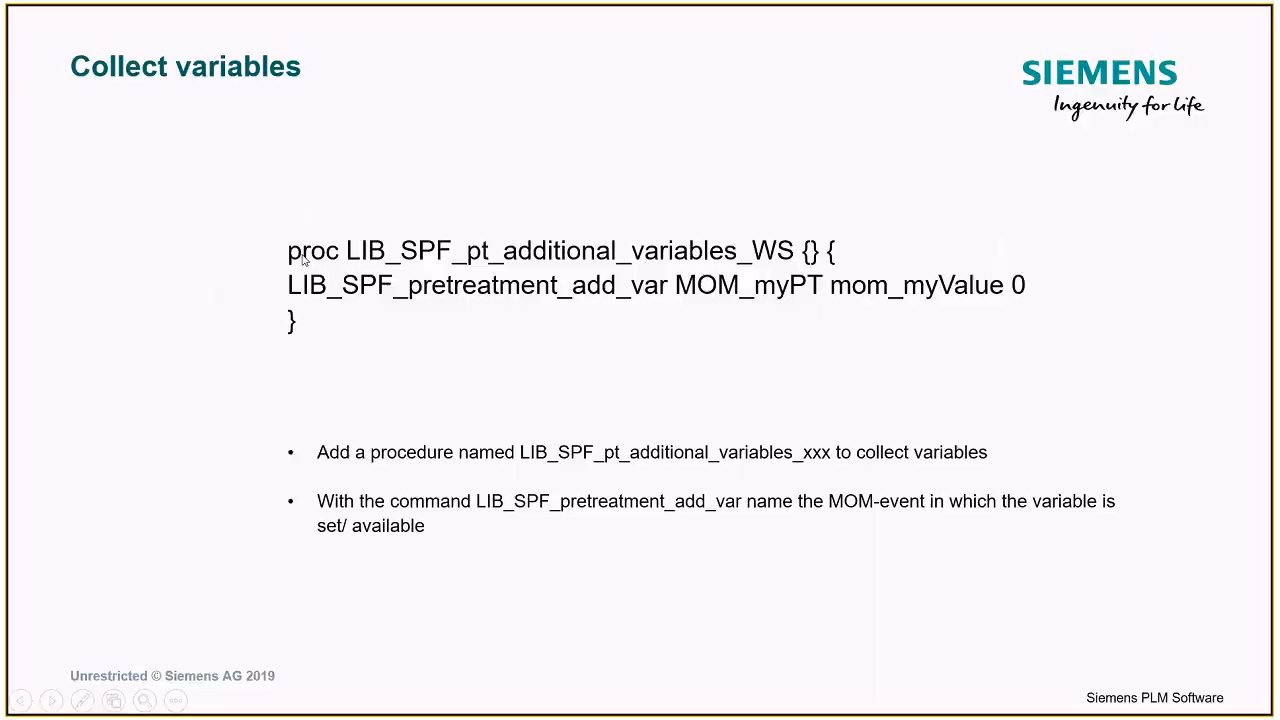 Collect variables
SIEMENS
Ingenuity for life
proc LIB_SPF_pt_additional_variables_WS {} {
LIB_SPF_pretreatment_add_var MOM_myPT mom_myValue 0
}
• Add a procedure named LIB_SPF_pt_additional_variables_xxx to collect variables
• With the command LIB_SPF_pretreatment_add_var name the MOM-event in which the variable is
set/ available
Unrestricted © Siemens AG 2019
Siemens PLM Software